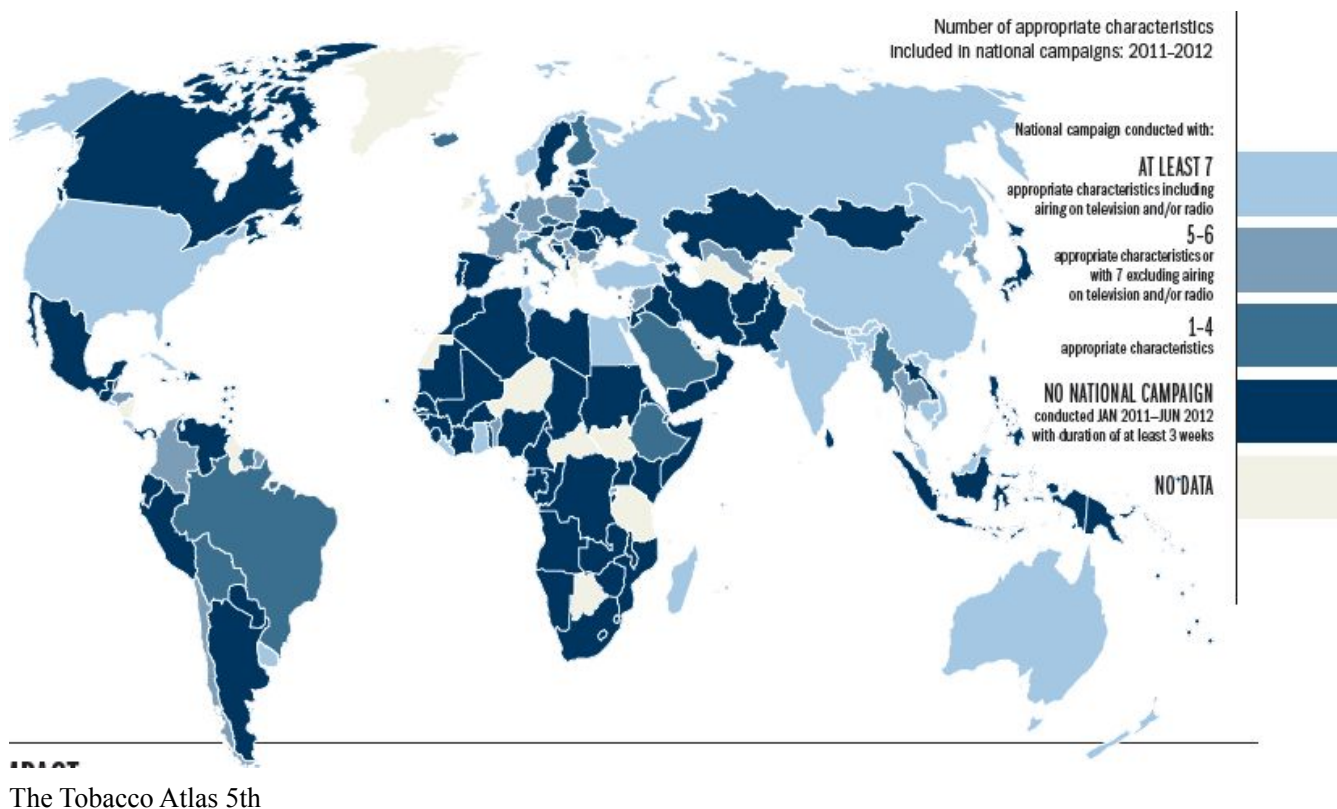 Number of appropriate characteristics
included in national campaigns: 2011–2012
National campaign conducted with:
AT LEAST 7
appropriate characteristics including
airing on television and/or radio
5–6
appropriate characteristics or
with 7 excluding airing
on television and/or radio
1–4
appropriate characteristics
NO NATIONAL CAMPAIGN
conducted JAN 2011–JUN 2012
with duration of at least 3 weeks
NO DATA
The Tobacco Atlas 5th